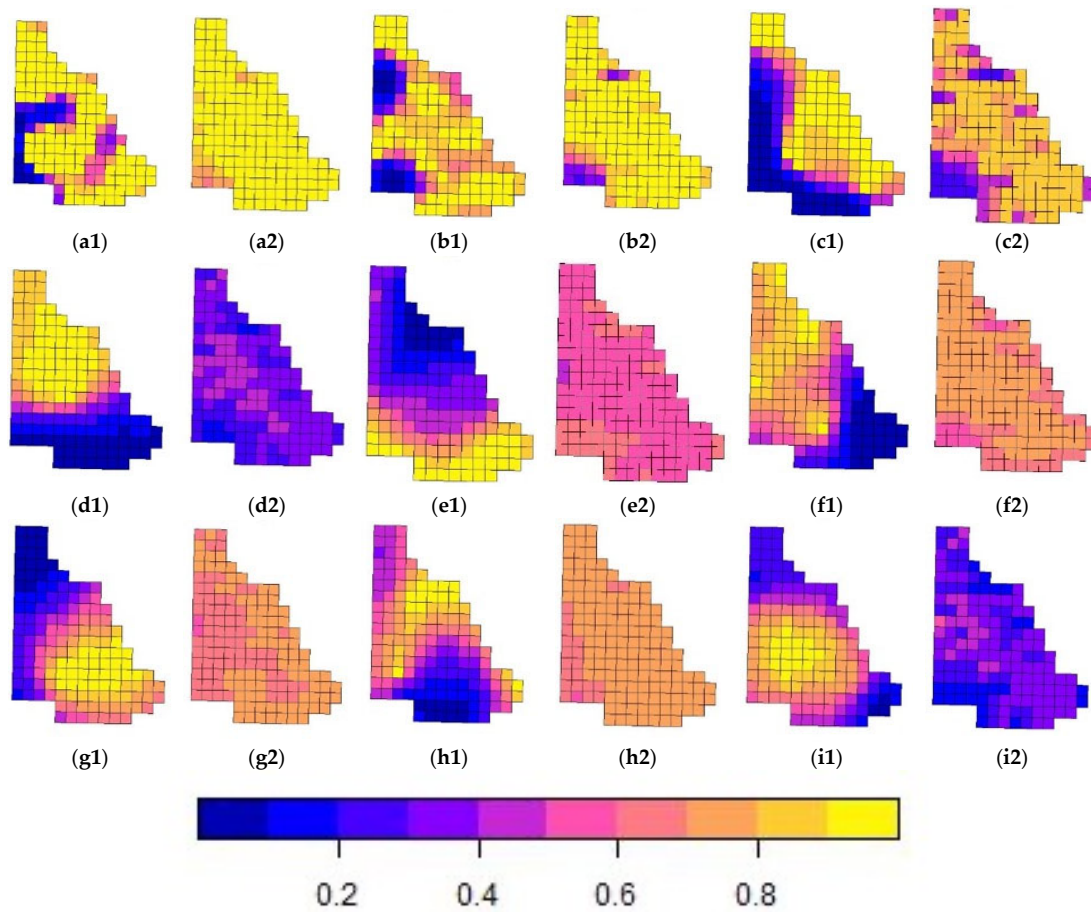 (a1) (a2) (b1) (b2) (c1) (c2)
(d1) (d2) (e1) (e2) (f1) (f2)
(g1) (g2) (h1) (h2) (i1) (i2)
0.2 0.4 0.6 0.8